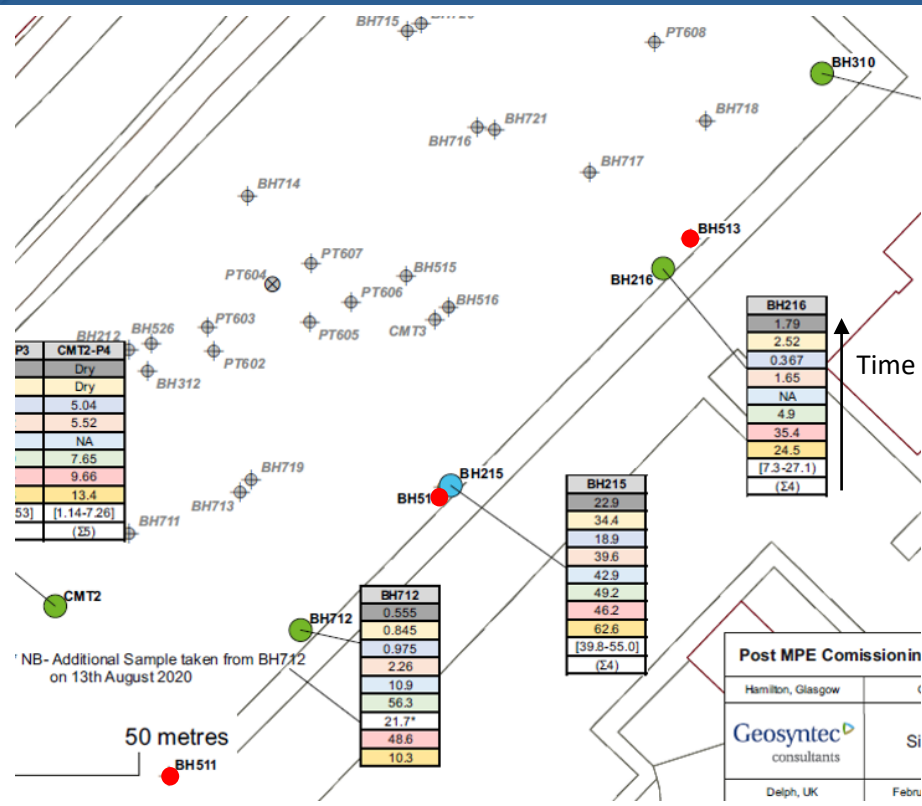 BH715
PT608
BH310
BH718
BH721
BH716
BH717
BH714
BH513
PT607
BH216
PT604
BH515
PT606
BH516
PT603
CMT3
PT605
BH526
BH212
PT602
BH312
P3 CMT2-P4
Dry
Dry
5.04
5.52
NA
7.65
9.66
13.4
53] [1.14-7.26]
(Σ5)
BH216
1.79
2.52
0.367
1.65
NA
4.9
35.4
24.5
[7.3-27.1)
(Σ4)
Time
BH719
BH713
BH711
BH215
BH51
BH215
22.9
34.4
18.9
39.6
42.9
49.2
46.2
62.6
[39.8-55.0]
(Σ4)
CMT2
BH712
BH712
0.555
0.845
0.975
2.26
10.9
56.3
21.7*
48.6
10.3
NB- Additional Sample taken from BH712
on 13th August 2020
50 metres
BH511
Post MPE Comissionin
Hamilton, Glasgow
Geosyntec
consultants
Si
Delph, UK
Febru